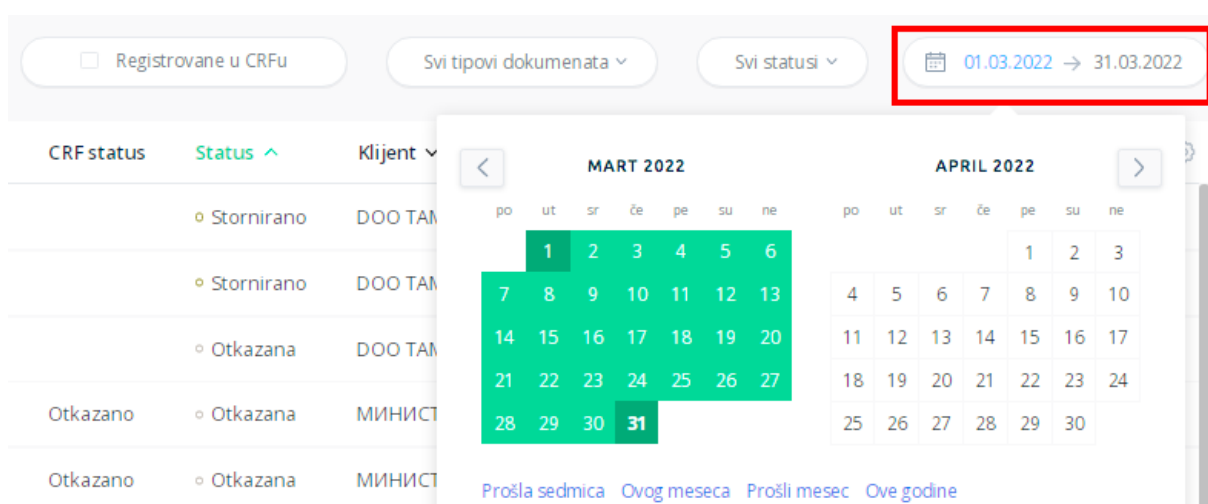 Registrovane u CRFu Svi tipovi dokumenata Svi statusi 01.03.2022 → 31.03.2022
CRF status Status Klijent
MART 2022 APRIL 2022
po ut sr če pe su ne po ut sr če pe su ne
1 2 3 4 5 6 1 2 3
7 8 9 10 11 12 13 4 5 6 7 8 9 10
14 15 16 17 18 19 20 11 12 13 14 15 16 17
21 22 23 24 25 26 27 18 19 20 21 22 23 24
28 29 30 31 25 26 27 28 29 30
Stornirano DOO
Stornirano DOO
Otkazana DOO
Otkazano Otkazana
Otkazano Otkazana
Prošla sedmica Ovog meseca Prošli mesec Ove godine